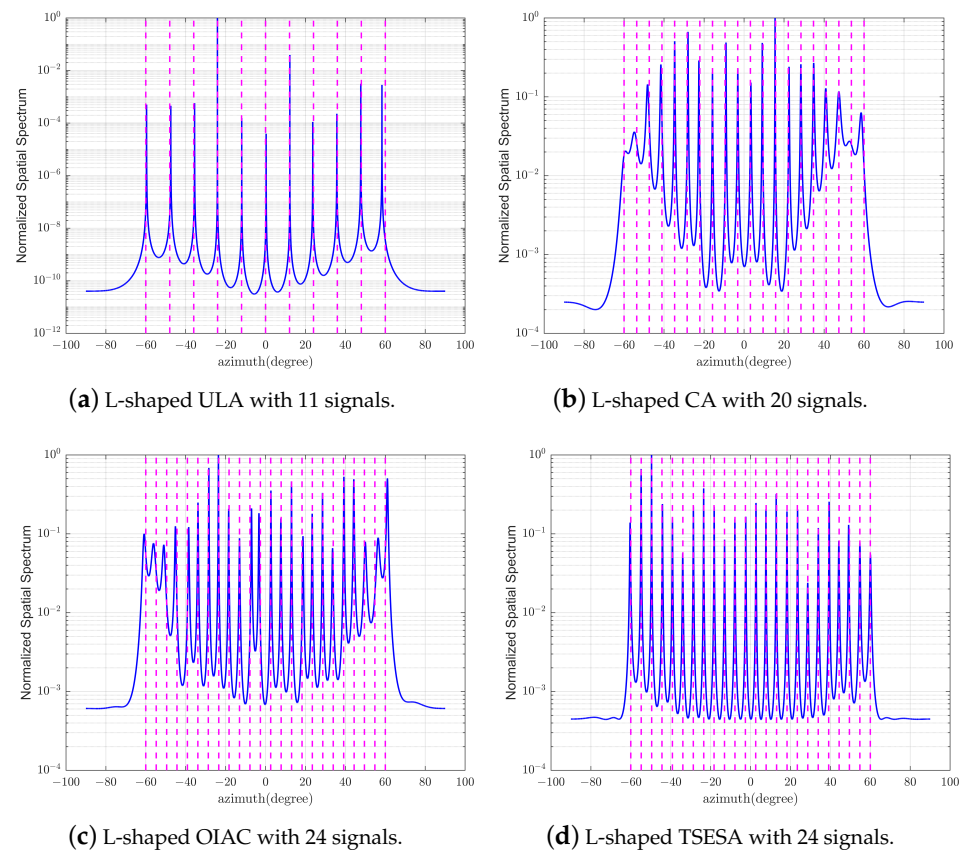 10^0
10^-2
10^-4
10^-6
10^-8
10^-10
10^-12
Normalized Spatial Spectrum
−100 −80 −60 −40 −20 0 20 40 60 80 100
azimuth(degree)
(a) L-shaped ULA with 11 signals.
10^0
10^-1
10^-2
10^-3
10^-4
Normalized Spatial Spectrum
−100 −80 −60 −40 −20 0 20 40 60 80 100
azimuth(degree)
(b) L-shaped CA with 20 signals.
10^0
10^-1
10^-2
10^-3
10^-4
Normalized Spatial Spectrum
−100 −80 −60 −40 −20 0 20 40 60 80 100
azimuth(degree)
(c) L-shaped OIAC with 24 signals.
10^0
10^-1
10^-2
10^-3
10^-4
Normalized Spatial Spectrum
−100 −80 −60 −40 −20 0 20 40 60 80 100
azimuth(degree)
(d) L-shaped TSESA with 24 signals.